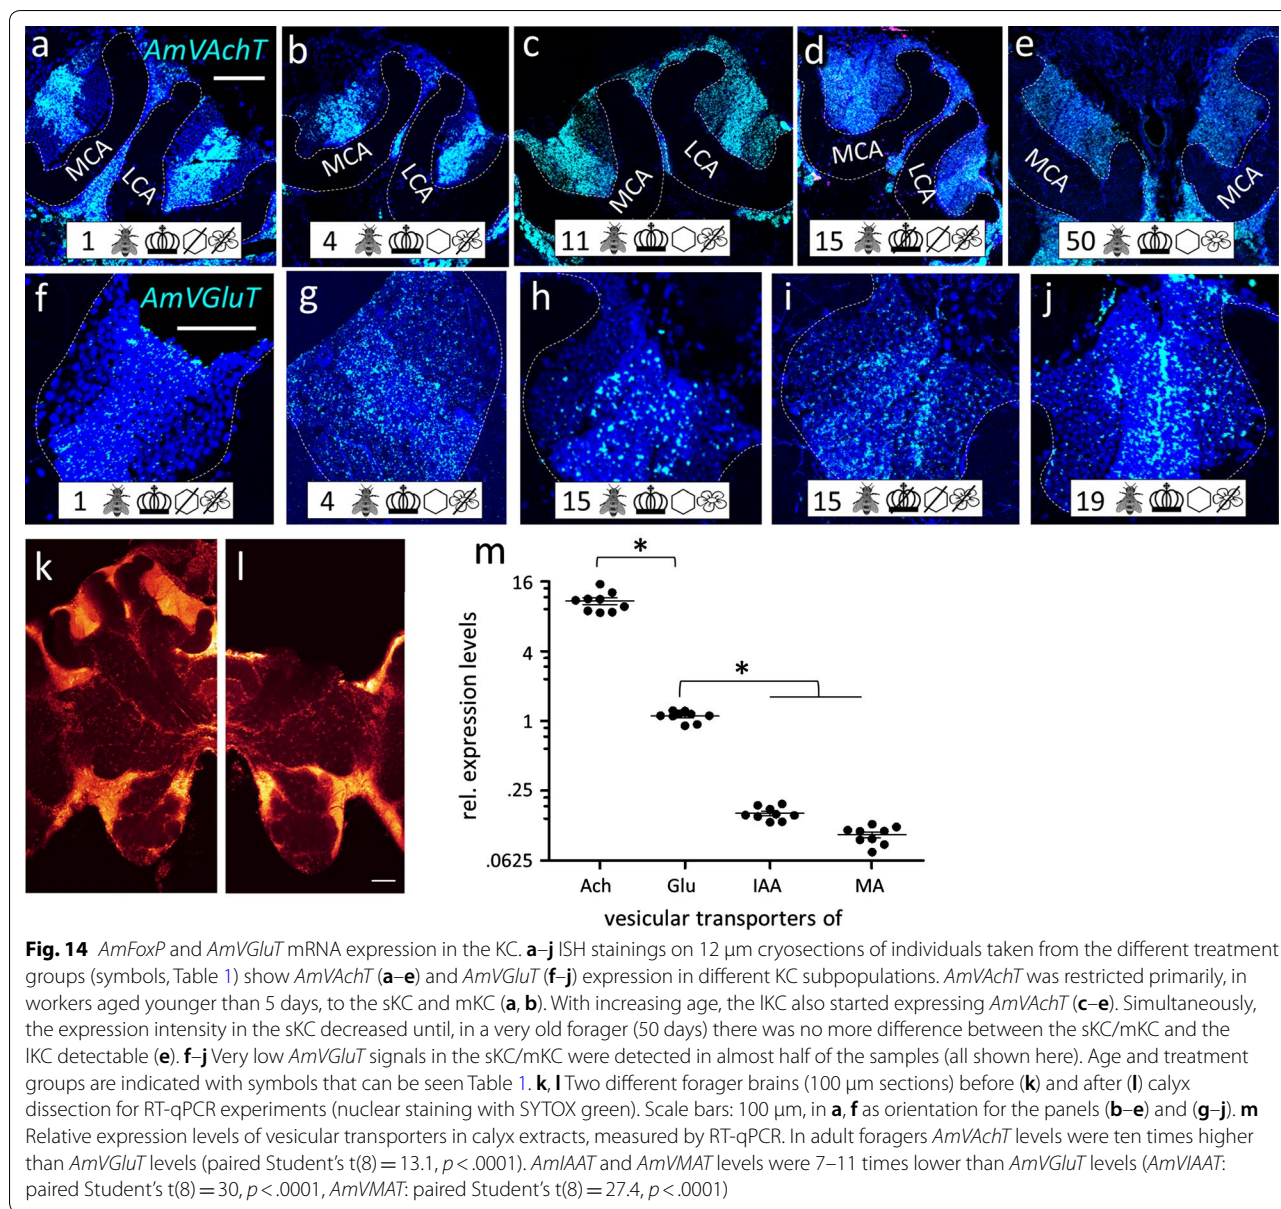 a AmVAchT b c d e
MCA LCA MCA LCA MCA LCA MCA LCA MCA MCA
1 4 11 15 50
f AmVGluT g h i j
1 4 15 15 19
k l m
*
*
16
4
1
.25
.0625
rel. expression levels
Ach Glu IAA MA
vesicular transporters of
Fig. 14 AmFoxP and AmVGluT mRNA expression in the KC. a–j ISH stainings on 12 µm cryosections of individuals taken from the different treatment
groups (symbols, Table 1) show AmVAchT (a–e) and AmVGluT (f–j) expression in different KC subpopulations. AmVAchT was restricted primarily, in
workers aged younger than 5 days, to the sKC and mKC (a, b). With increasing age, the lKC also started expressing AmVAchT (c–e). Simultaneously,
the expression intensity in the sKC decreased until, in a very old forager (50 days) there was no more difference between the sKC/mKC and the
lKC detectable (e). f–j Very low AmVGluT signals in the sKC/mKC were detected in almost half of the samples (all shown here). Age and treatment
groups are indicated with symbols that can be seen Table 1. k, l Two different forager brains (100 µm sections) before (k) and after (l) calyx
dissection for RT-qPCR experiments (nuclear staining with SYTOX green). Scale bars: 100 µm, in a, f as orientation for the panels (b–e) and (g–j). m
Relative expression levels of vesicular transporters in calyx extracts, measured by RT-qPCR. In adult foragers AmVAchT levels were ten times higher
than AmVGluT levels (paired Student's t(8) = 13.1, p < .0001). AmIAAT and AmVMAT levels were 7–11 times lower than AmVGluT levels (AmVIAAT:
paired Student's t(8) = 30, p < .0001, AmVMAT: paired Student's t(8) = 27.4, p < .0001)